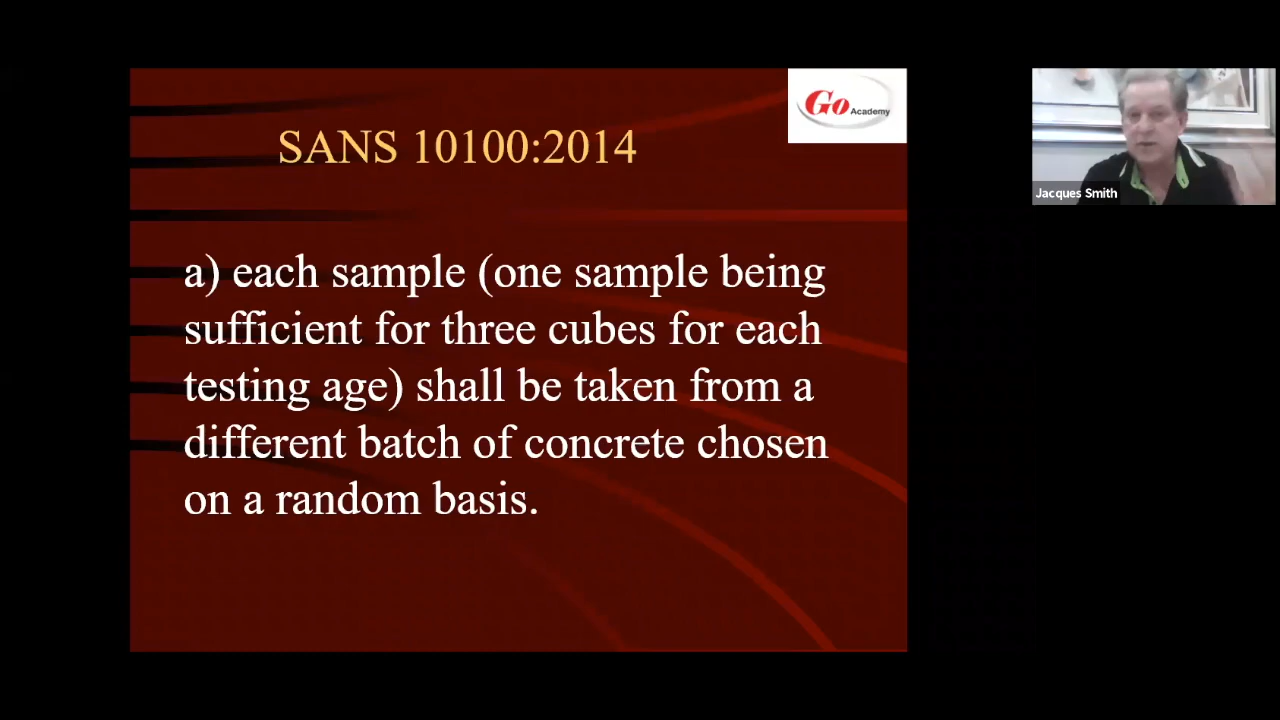 Go Academy
SANS 10100:2014
a) each sample (one sample being
sufficient for three cubes for each
testing age) shall be taken from a
different batch of concrete chosen
on a random basis.
Jacques Smith